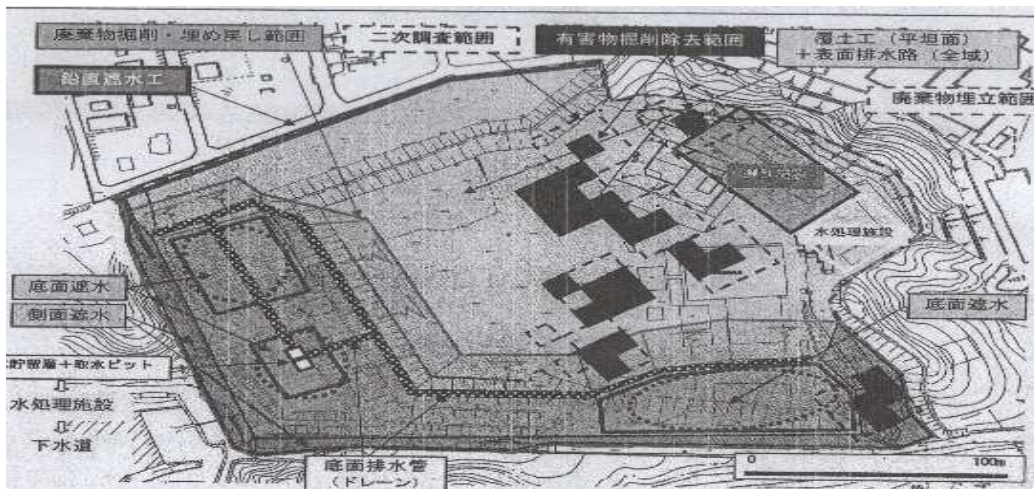 廃棄物掘削・埋め戻し範囲
二次調査範囲
有害物掘削除去範囲
覆土工（平坦面）
＋表面排水路（全域）
鉛直遮水工
廃棄物埋立範囲
水処理施設
底面遮水
側面遮水
底面遮水
貯留層＋取水ピット
水処理施設
下水道
底面排水管
（ドレーン）
0
100m